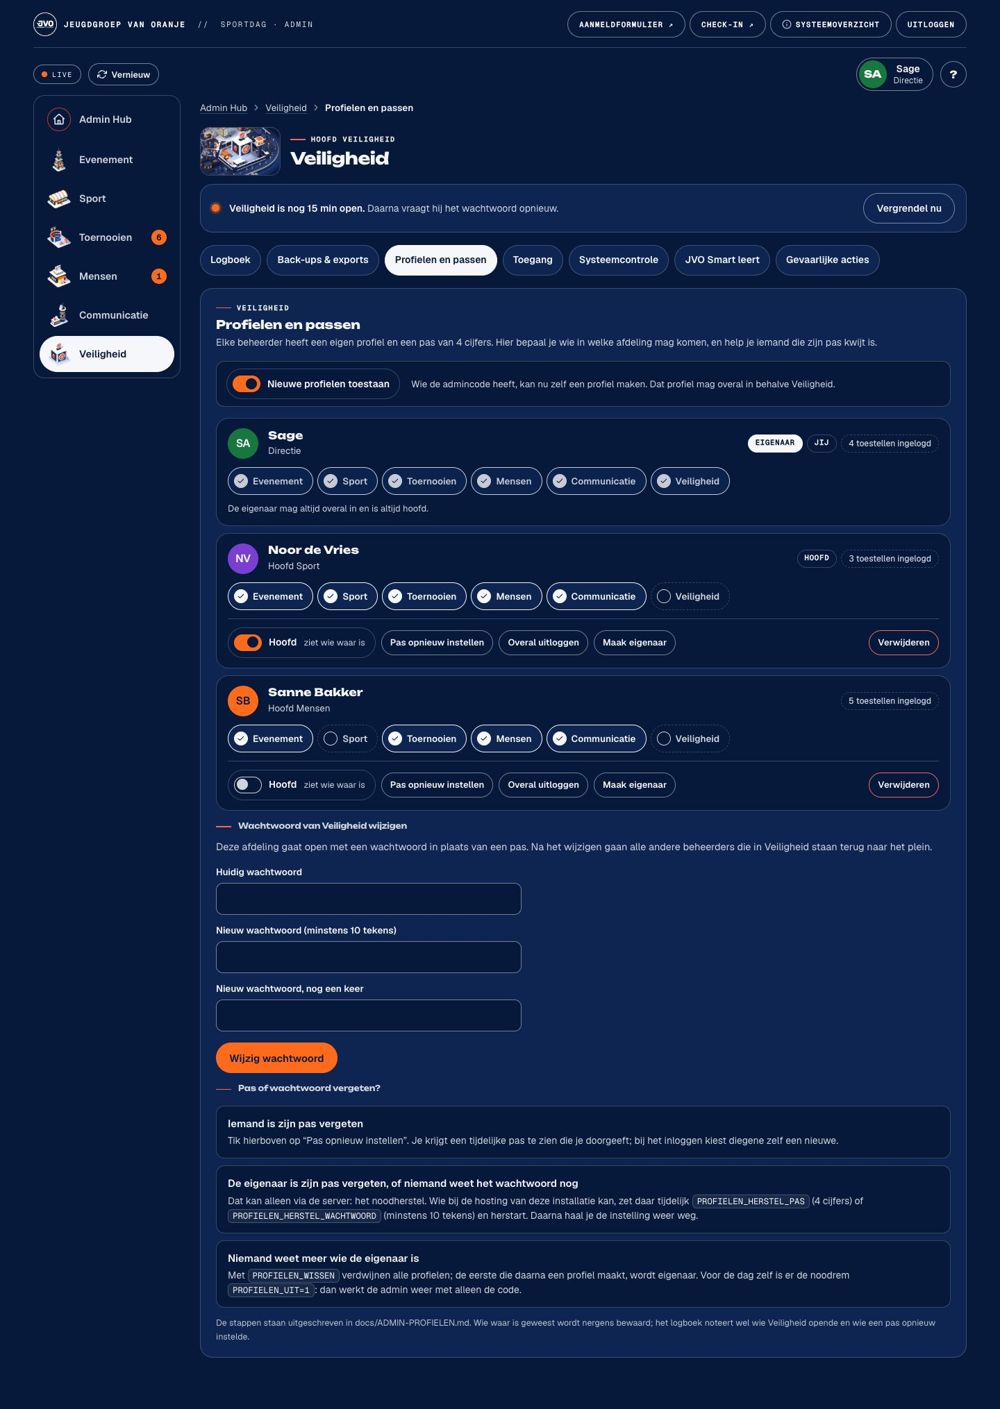 JVO JEUGDGROEP VAN ORANJE // SPORTDAG · ADMIN
AANMELDFORMULIER ↗ CHECK-IN ↗ SYSTEEMOVERZICHT UITLOGGEN
LIVE Vernieuw
SA Sage ?
Directie
Admin Hub
Evenement
Sport
Toernooien 6
Mensen 1
Communicatie
Veiligheid
Admin Hub > Veiligheid > Profielen en passen
HOOFD VEILIGHEID
Veiligheid
Veiligheid is nog 15 min open. Daarna vraagt hij het wachtwoord opnieuw. Vergrendel nu
Logboek Back-ups & exports Profielen en passen Toegang Systeemcontrole JVO Smart leert Gevaarlijke acties
VEILIGHEID
Profielen en passen
Elke beheerder heeft een eigen profiel en een pas van 4 cijfers. Hier bepaal je wie in welke afdeling mag komen, en help je iemand die zijn pas kwijt is.
Nieuwe profielen toestaan Wie de admincode heeft, kan nu zelf een profiel maken. Dat profiel mag overal in behalve Veiligheid.
SA Sage EIGENAAR JIJ 4 toestellen ingelogd
Directie
Evenement Sport Toernooien Mensen Communicatie Veiligheid
De eigenaar mag altijd overal in en is altijd hoofd.
NV Noor de Vries HOOFD 3 toestellen ingelogd
Hoofd Sport
Evenement Sport Toernooien Mensen Communicatie Veiligheid
Hoofd ziet wie waar is Pas opnieuw instellen Overal uitloggen Maak eigenaar Verwijderen
SB Sanne Bakker 5 toestellen ingelogd
Hoofd Mensen
Evenement Sport Toernooien Mensen Communicatie Veiligheid
Hoofd ziet wie waar is Pas opnieuw instellen Overal uitloggen Maak eigenaar Verwijderen
Wachtwoord van Veiligheid wijzigen
Deze afdeling gaat open met een wachtwoord in plaats van een pas. Na het wijzigen gaan alle andere beheerders die in Veiligheid staan terug naar het plein.
Huidig wachtwoord
Nieuw wachtwoord (minstens 10 tekens)
Nieuw wachtwoord, nog een keer
Wijzig wachtwoord
Pas of wachtwoord vergeten?
Iemand is zijn pas vergeten
Tik hierboven op “Pas opnieuw instellen”. Je krijgt een tijdelijke pas te zien die je doorgeeft; bij het inloggen kiest diegene zelf een nieuwe.
De eigenaar is zijn pas vergeten, of niemand weet het wachtwoord nog
Dat kan alleen via de server: het noodherstel. Wie bij de hosting van deze installatie kan, zet daar tijdelijk PROFIELEN_HERSTEL_PAS (4 cijfers) of
PROFIELEN_HERSTEL_WACHTWOORD (minstens 10 tekens) en herstart. Daarna haal je de instelling weer weg.
Niemand weet meer wie de eigenaar is
Met PROFIELEN_WISSEN verdwijnen alle profielen; de eerste die daarna een profiel maakt, wordt eigenaar. Voor de dag zelf is er de noodrem
PROFIELEN_UIT=1: dan werkt de admin weer met alleen de code.
De stappen staan uitgeschreven in docs/ADMIN-PROFIELEN.md. Wie waar is geweest wordt nergens bewaard; het logboek noteert wel wie Veiligheid opende en wie een pas opnieuw
instelde.